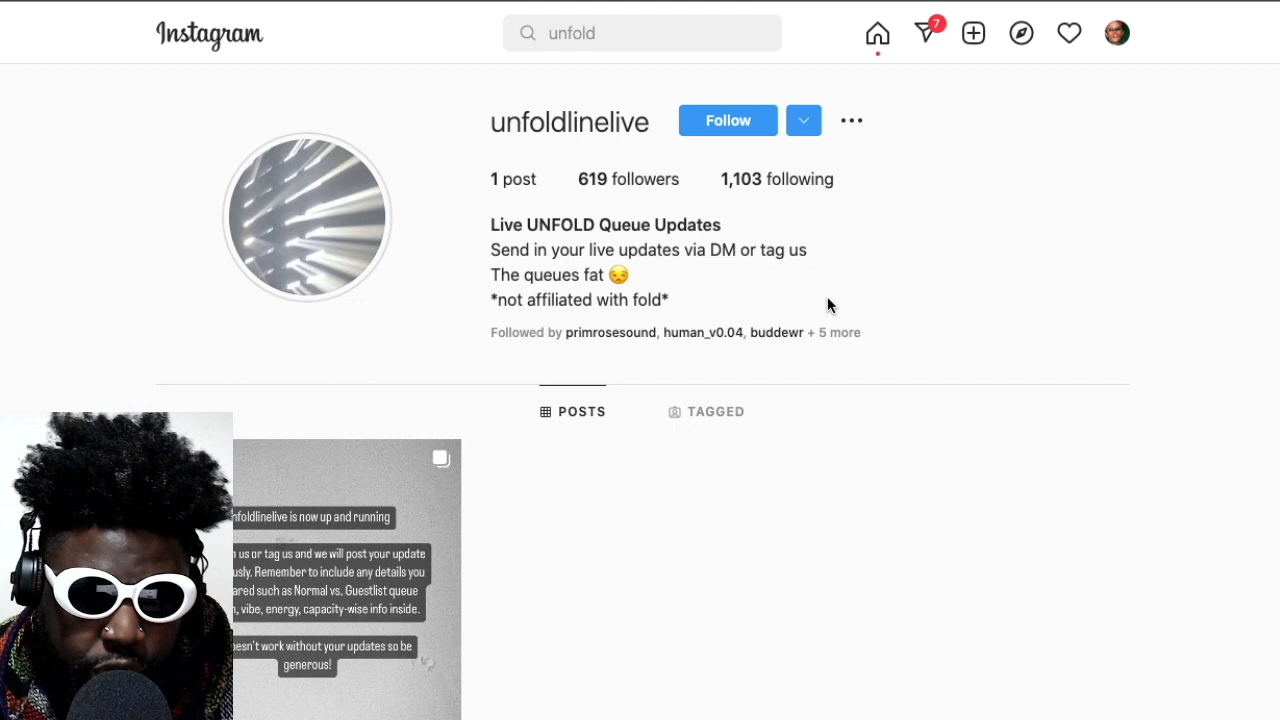 Instagram
unfold
7
unfoldlinelive
Follow
1 post 619 followers 1,103 following
Live UNFOLD Queue Updates
Send in your live updates via DM or tag us
The queues fat 😒
*not affiliated with fold*
Followed by primrosesound, human_v0.04, buddewr + 5 more
POSTS TAGGED
nfoldlinelive is now up and running
us or tag us and we will post your update
usly. Remember to include any details you
ared such as Normal vs. Guestlist queue
, vibe, energy, capacity-wise info inside.
esn't work without your updates so be
generous!